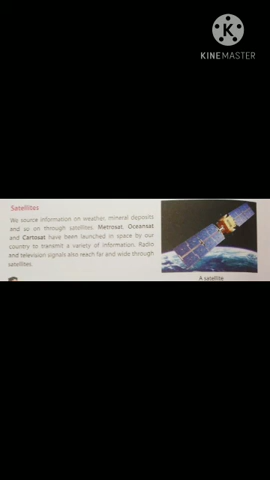 KINEMASTER
Satellites
We source information on weather, mineral deposits
and so on through satellites. Metrosat, Oceansat
and Cartosat have been launched in space by our
country to transmit a variety of information. Radio
and television signals also reach far and wide through
satellites.
A satellite